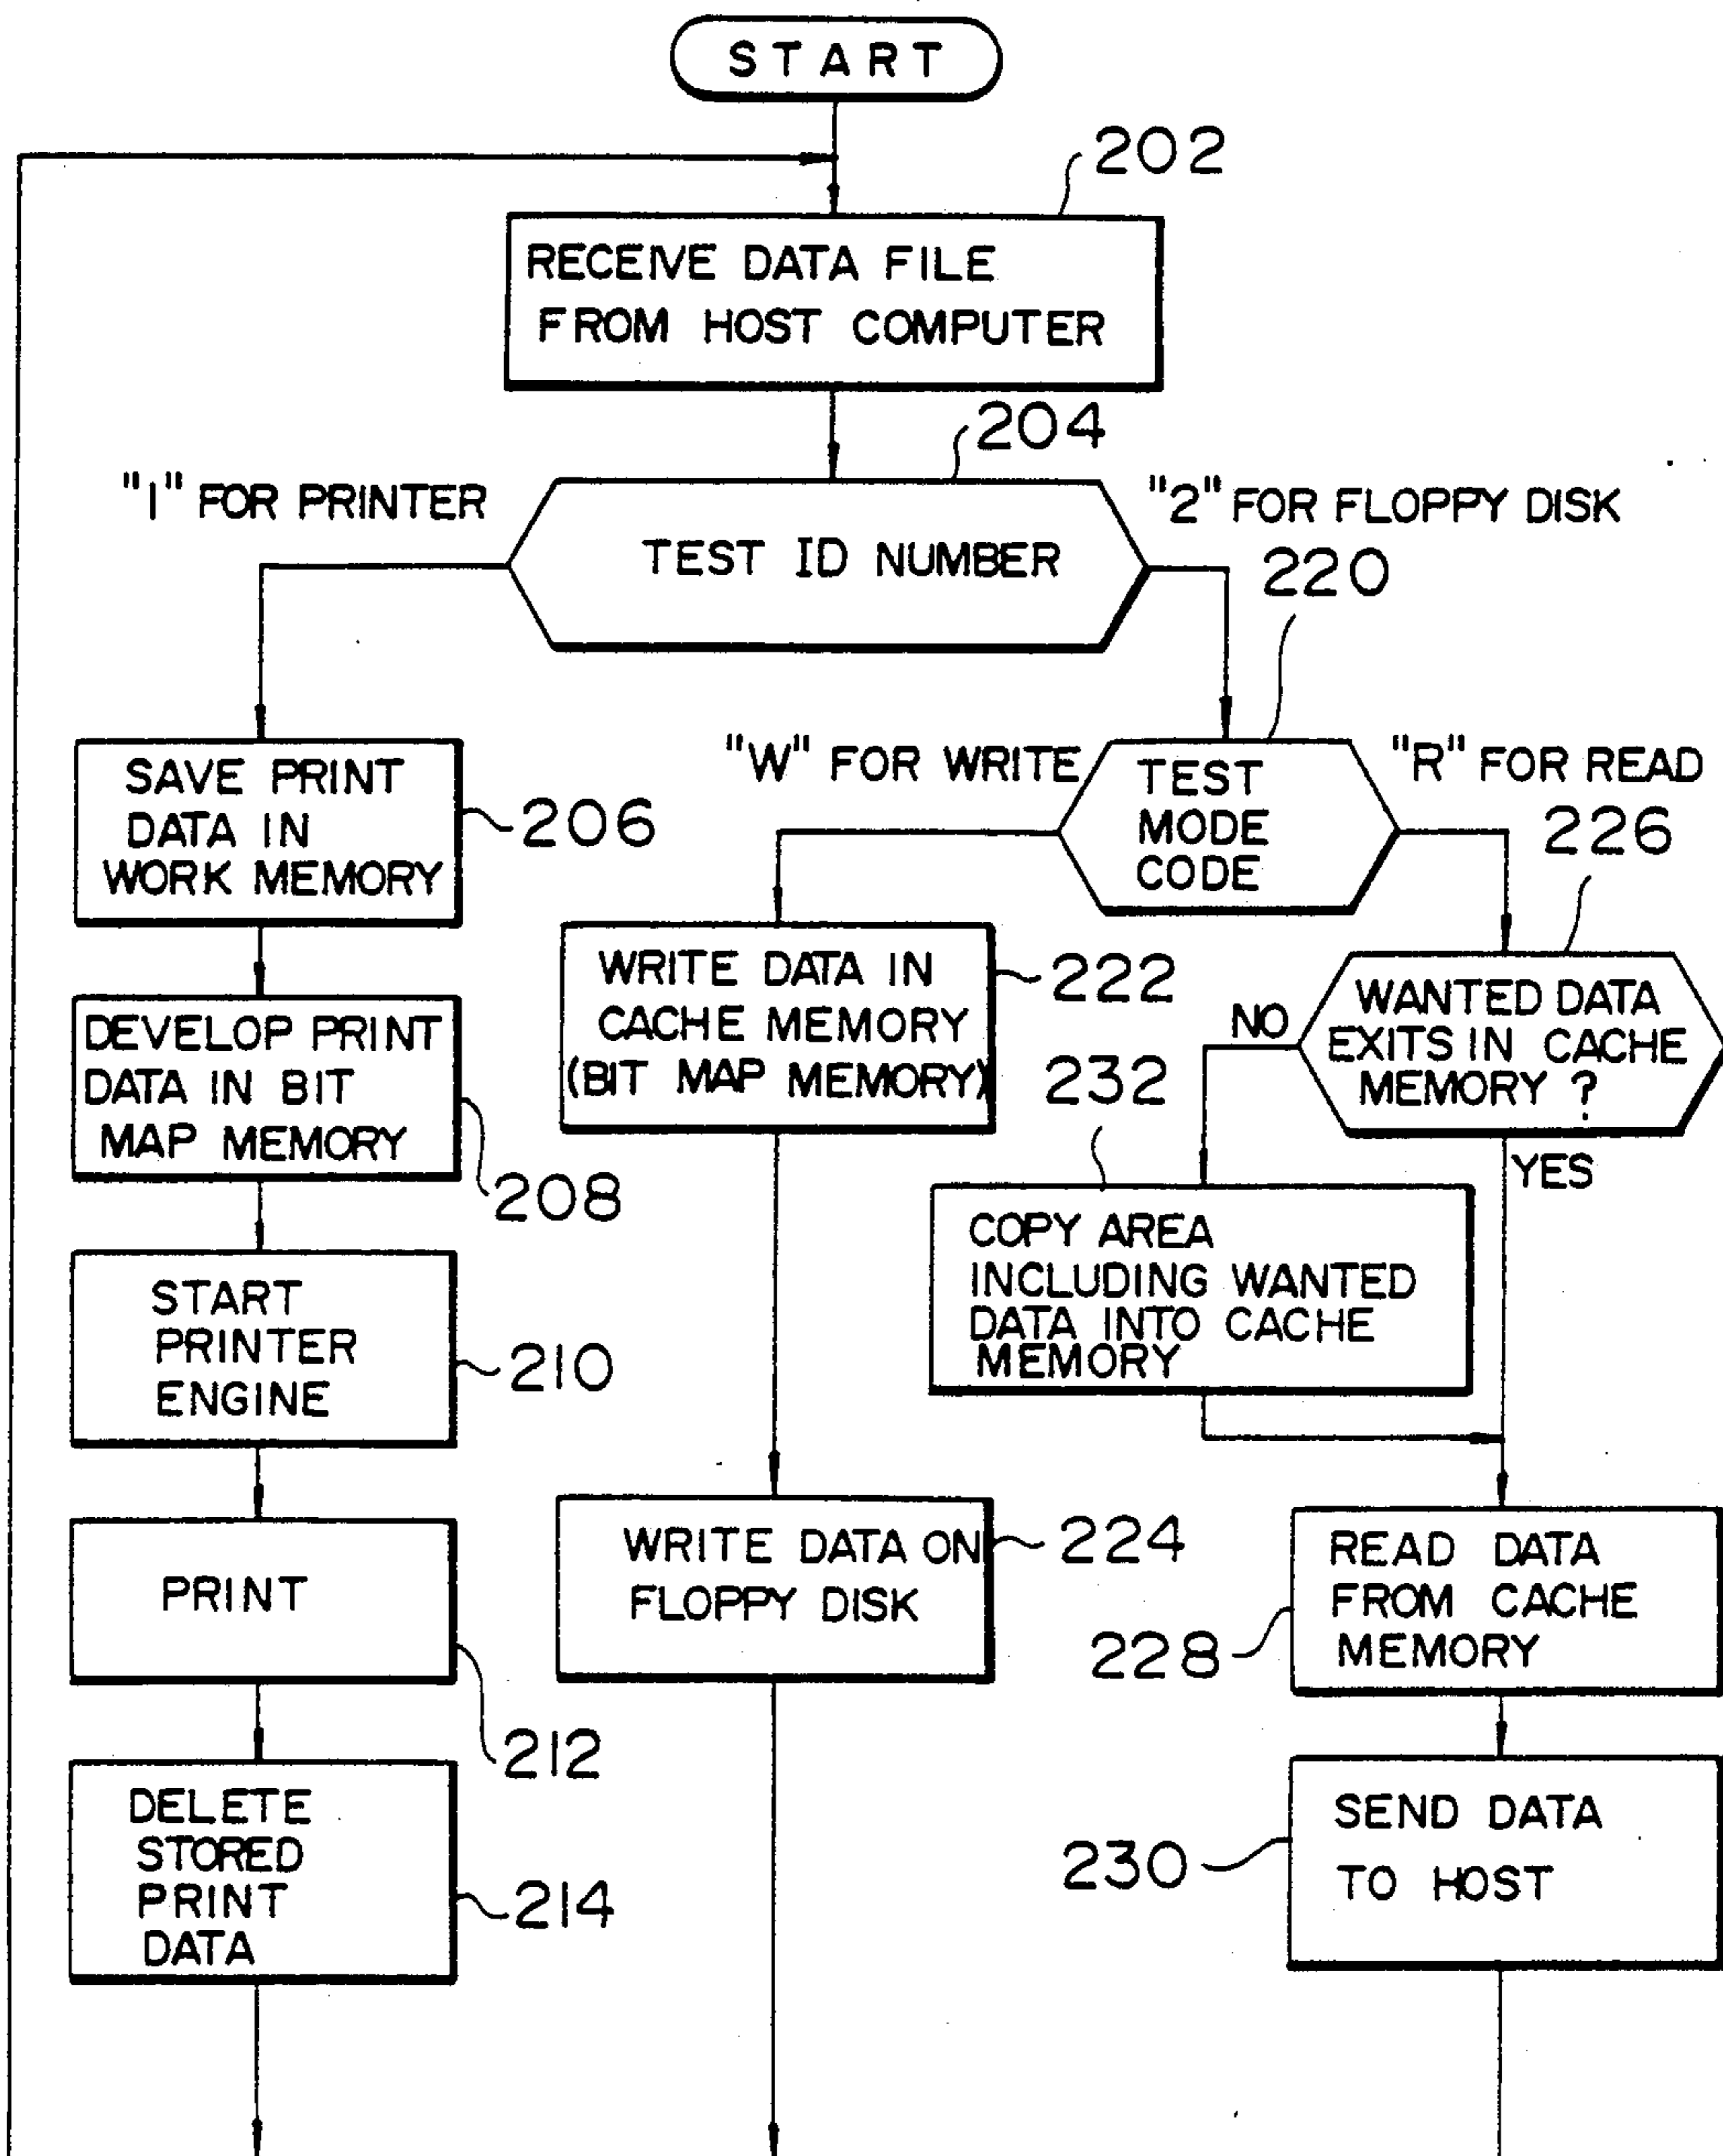 START
202
RECEIVE DATA FILE
FROM HOST COMPUTER
204
"1" FOR PRINTER
"2" FOR FLOPPY DISK
TEST ID NUMBER
220
SAVE PRINT
DATA IN
WORK MEMORY
206
"W" FOR WRITE
TEST
MODE
CODE
"R" FOR READ
226
DEVELOP PRINT
DATA IN BIT
MAP MEMORY
208
WRITE DATA IN
CACHE MEMORY
(BIT MAP MEMORY)
222
NO
WANTED DATA
EXITS IN CACHE
MEMORY ?
232
YES
START
PRINTER
ENGINE
210
COPY AREA
INCLUDING WANTED
DATA INTO CACHE
MEMORY
PRINT
212
WRITE DATA ON
FLOPPY DISK
224
READ DATA
FROM CACHE
MEMORY
228
DELETE
STORED
PRINT
DATA
214
SEND DATA
TO HOST
230